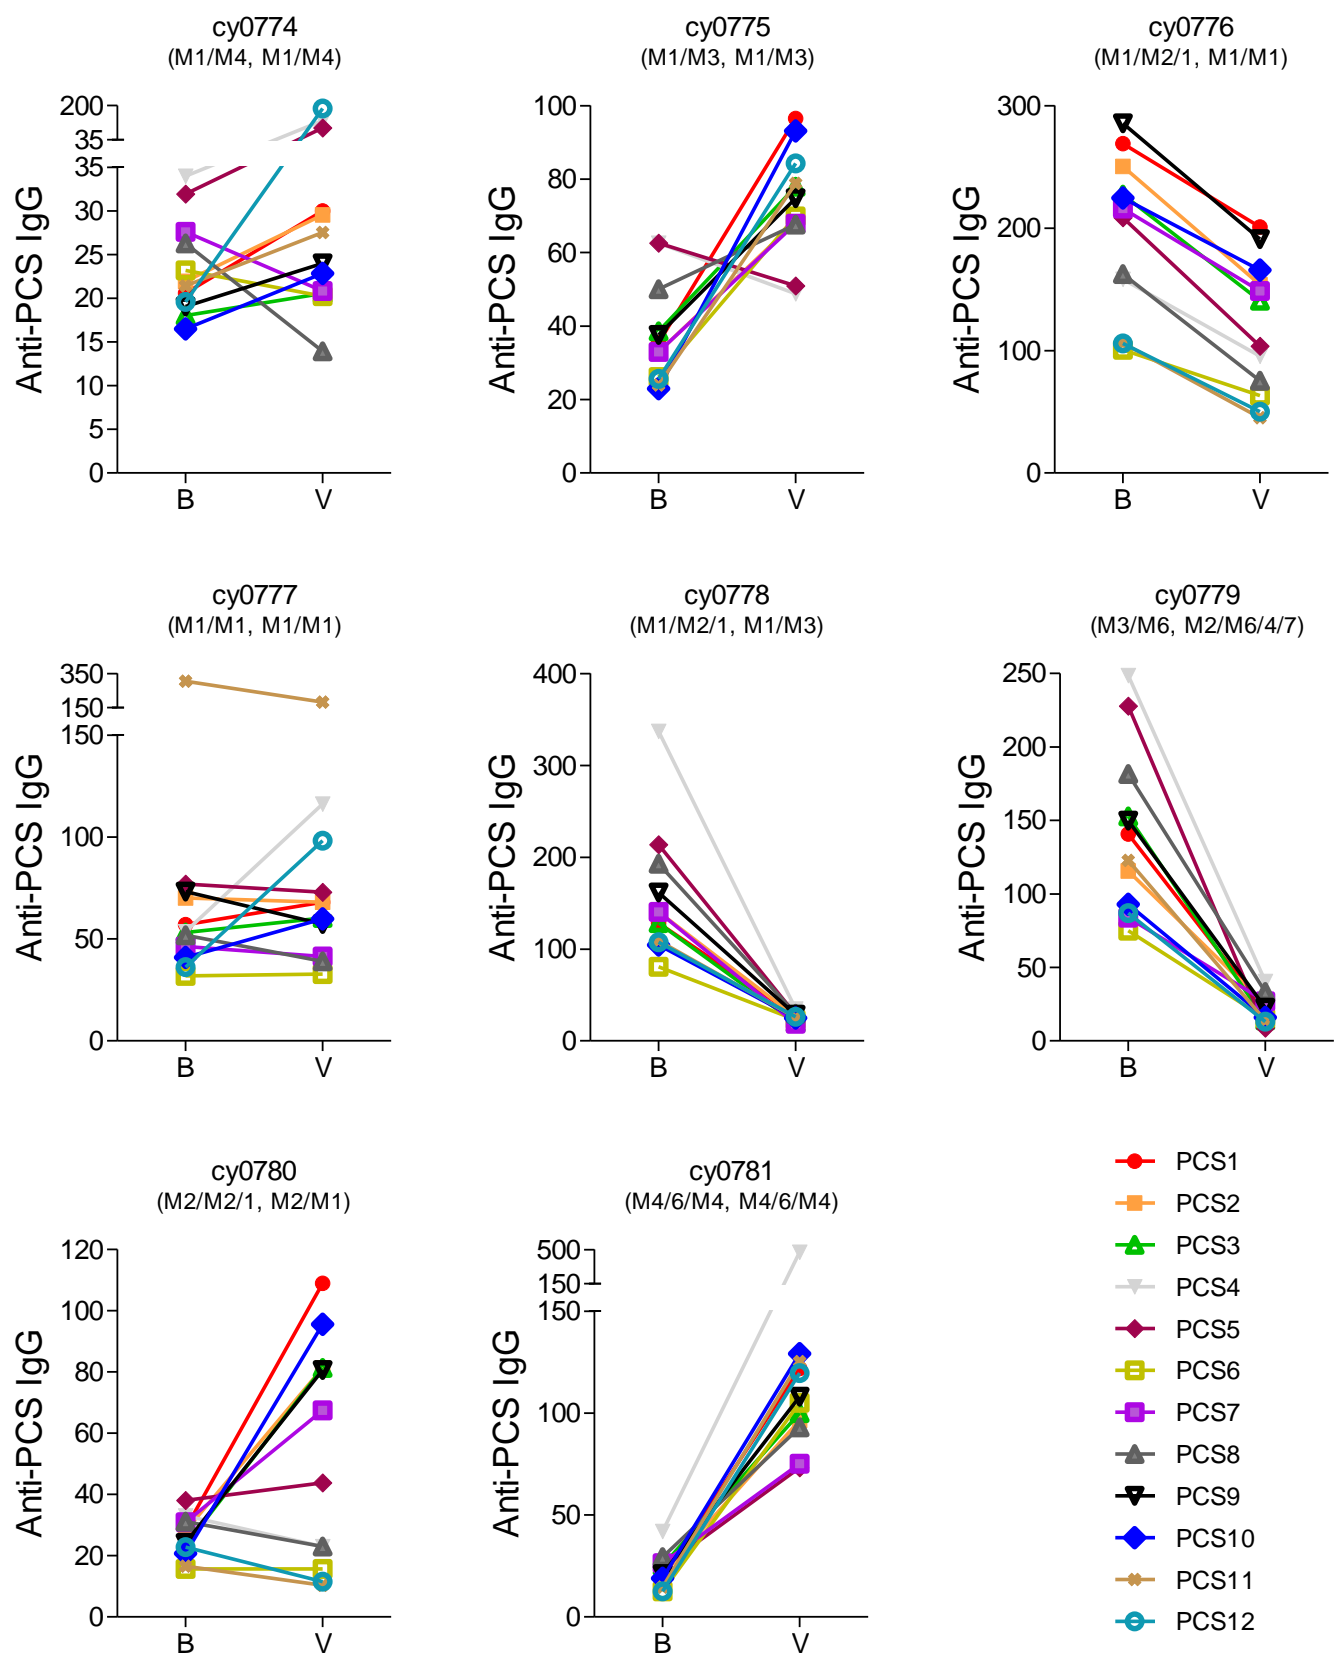 cy0774
(M1/M4, M1/M4)
Anti-PCS IgG
200
35
35
30
25
20
15
10
5
0
B V
cy0775
(M1/M3, M1/M3)
Anti-PCS IgG
100
80
60
40
20
0
B V
cy0776
(M1/M2/1, M1/M1)
Anti-PCS IgG
300
200
100
0
B V
cy0777
(M1/M1, M1/M1)
Anti-PCS IgG
350
150
150
100
50
0
B V
cy0778
(M1/M2/1, M1/M3)
Anti-PCS IgG
400
300
200
100
0
B V
cy0779
(M3/M6, M2/M6/4/7)
Anti-PCS IgG
250
200
150
100
50
0
B V
cy0780
(M2/M2/1, M2/M1)
Anti-PCS IgG
120
100
80
60
40
20
0
B V
cy0781
(M4/6/M4, M4/6/M4)
Anti-PCS IgG
500
150
150
100
50
0
B V
PCS1
PCS2
PCS3
PCS4
PCS5
PCS6
PCS7
PCS8
PCS9
PCS10
PCS11
PCS12